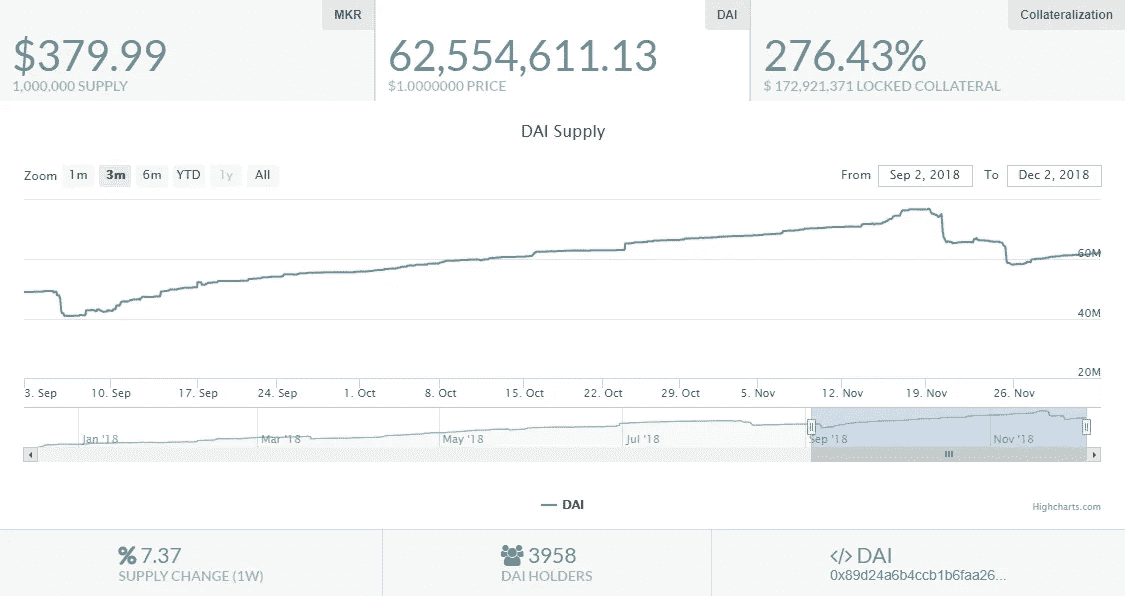 MKR
$379.99
1,000,000 SUPPLY
DAI
62,554,611.13
$1.0000000 PRICE
Collateralization
276.43%
$ 172,921,371 LOCKED COLLATERAL
DAI Supply
Zoom 1m 3m 6m YTD 1y All
From Sep 2, 2018 To Dec 2, 2018
60M
40M
20M
3. Sep 10. Sep 17. Sep 24. Sep 1. Oct 8. Oct 15. Oct 22. Oct 29. Oct 5. Nov 12. Nov 19. Nov 26. Nov
Jan '18 Mar '18 May '18 Jul '18 Sep '18 Nov '18
DAI
Highcharts.com
% 7.37
SUPPLY CHANGE (1W)
3958
DAI HOLDERS
</> DAI
0x89d24a6b4ccb1b6faa26...